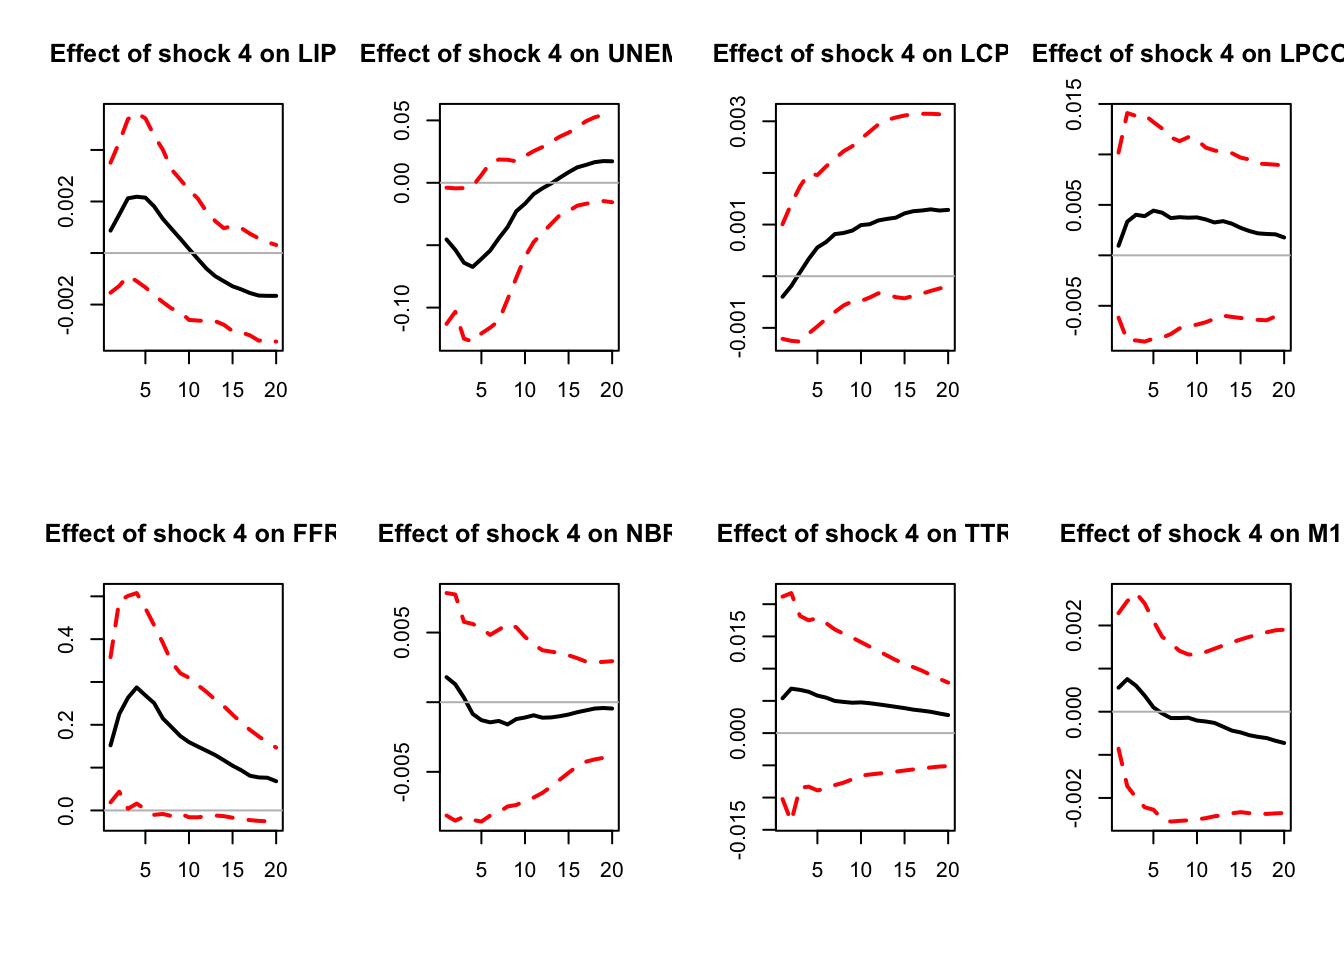 Effect of shock 4 on LIP
Effect of shock 4 on UNEM
Effect of shock 4 on LCP
Effect of shock 4 on LPCO
0.002
-0.002
5 10 15 20
0.05
0.00
-0.10
5 10 15 20
0.003
0.001
-0.001
5 10 15 20
0.015
0.005
-0.005
5 10 15 20
Effect of shock 4 on FFR
Effect of shock 4 on NBR
Effect of shock 4 on TTR
Effect of shock 4 on M1
0.4
0.2
0.0
5 10 15 20
0.005
-0.005
5 10 15 20
0.015
0.000
-0.015
5 10 15 20
0.002
0.000
-0.002
5 10 15 20